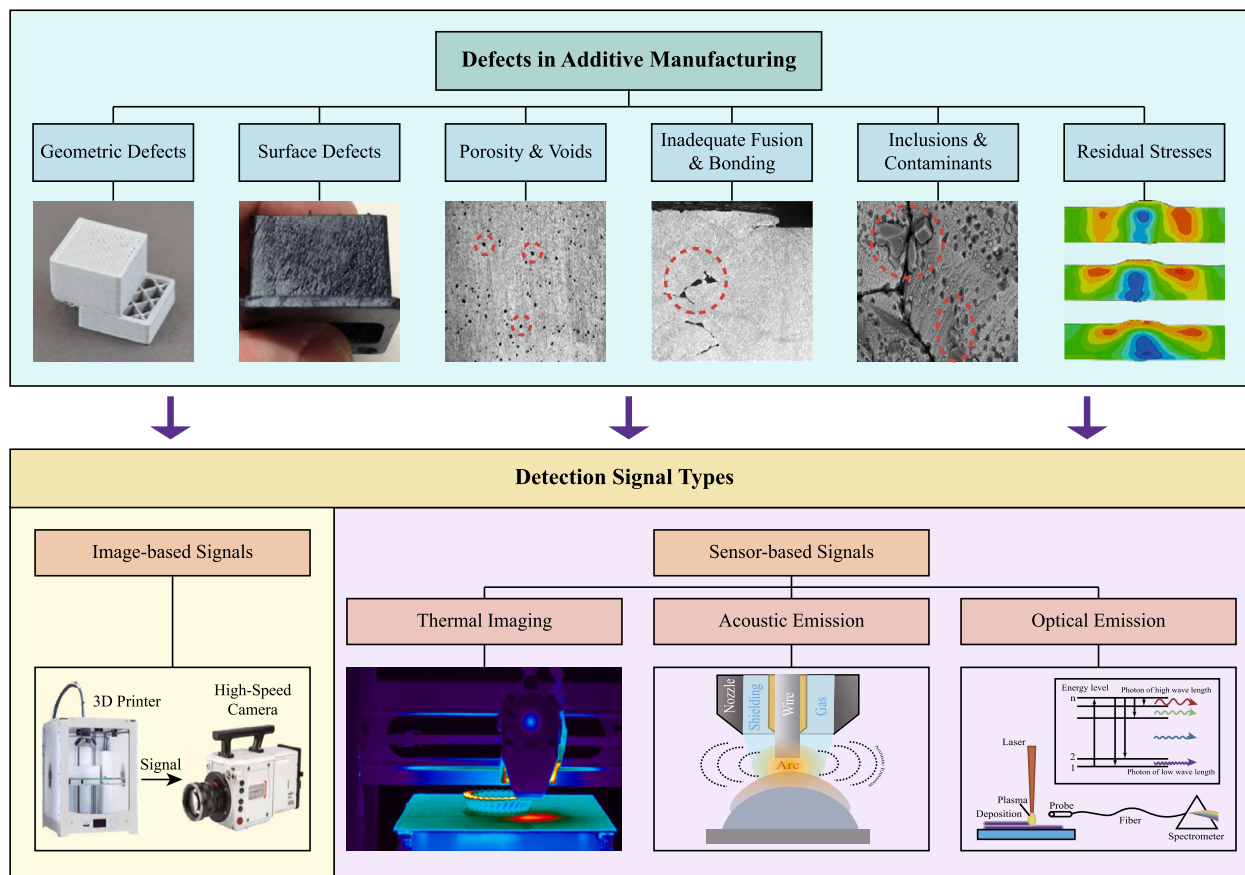 Defects in Additive Manufacturing
Geometric Defects
Surface Defects
Porosity & Voids
Inadequate Fusion
& Bonding
Inclusions &
Contaminants
Residual Stresses
Detection Signal Types
Image-based Signals
Sensor-based Signals
Thermal Imaging
Acoustic Emission
Optical Emission
3D Printer
High-Speed
Camera
Signal
Nozzle
Shielding
Wire
Gas
Arc
Acoustic Emission
Energy level
Photon of high wave length
n
2
1
Photon of low wave length
Laser
Plasma
Deposition
Probe
Fiber
Spectrometer